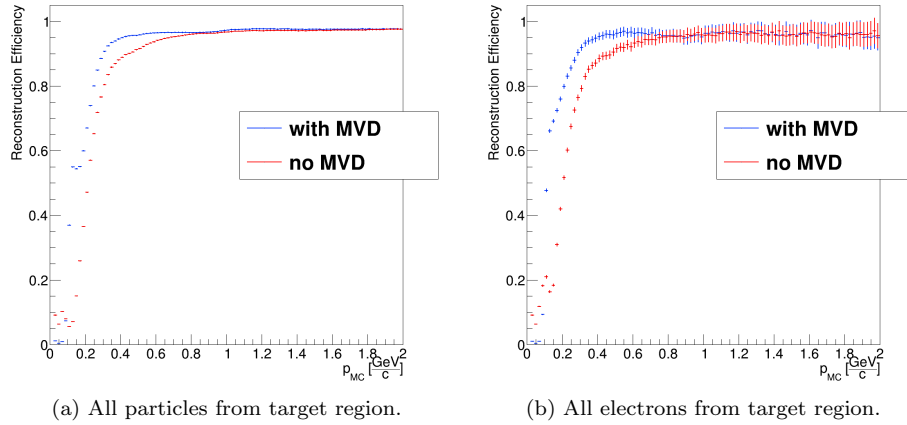 Reconstruction Efficiency
1
0.8
0.6
0.4
0.2
0
with MVD
no MVD
0 0.2 0.4 0.6 0.8 1 1.2 1.4 1.6 1.8 2
p_MC [GeV/c]
(a) All particles from target region.
Reconstruction Efficiency
1
0.8
0.6
0.4
0.2
0
with MVD
no MVD
0 0.2 0.4 0.6 0.8 1 1.2 1.4 1.6 1.8 2
p_MC [GeV/c]
(b) All electrons from target region.